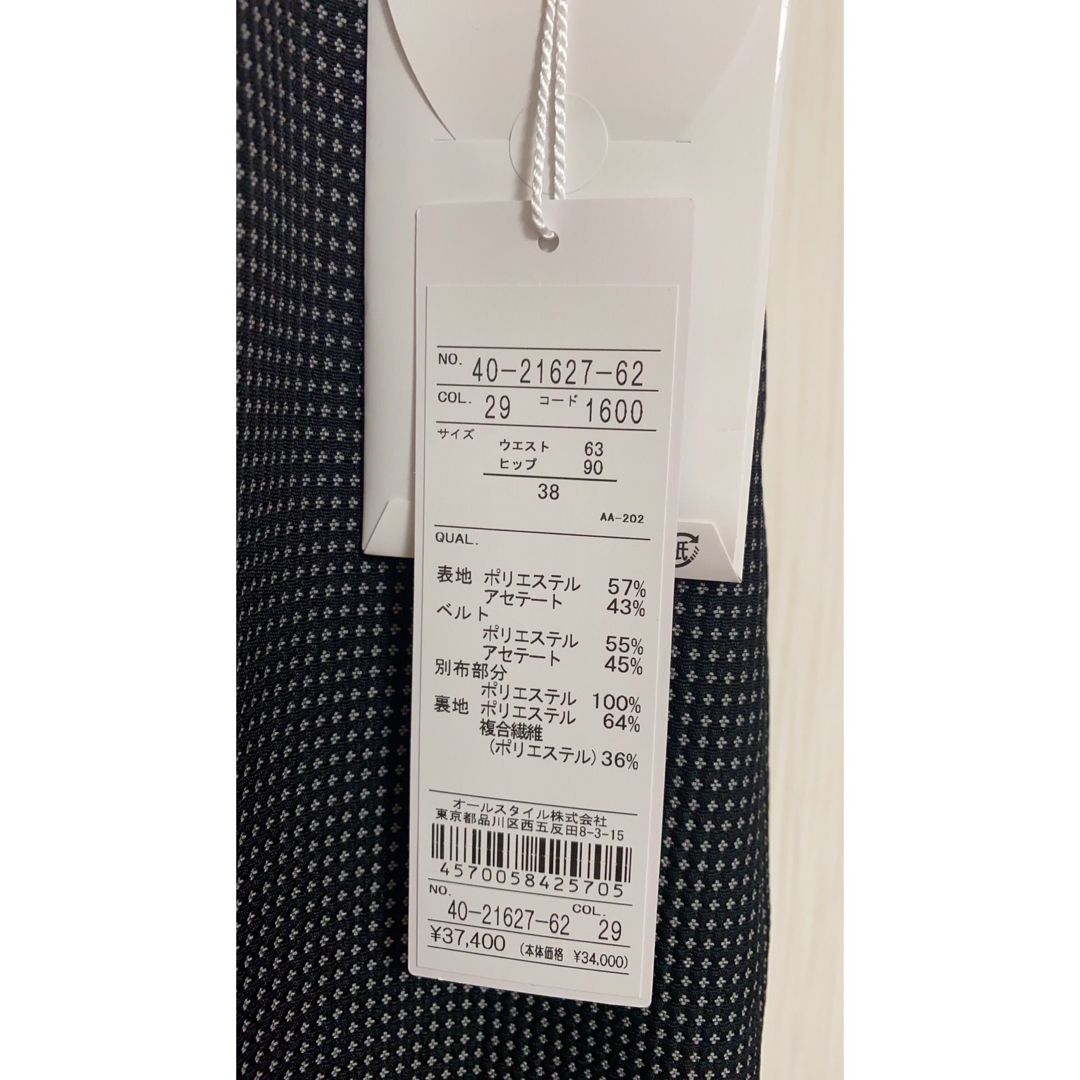 NO. 40-21627-62
COL. 29 コード 1600
サイズ ウエスト 63
ヒップ 90
38
AA-202
QUAL.
表地 ポリエステル 57%
アセテート 43%
ベルト
ポリエステル 55%
アセテート 45%
別布部分
ポリエステル 100%
裏地 ポリエステル 64%
複合繊維
(ポリエステル) 36%
オールスタイル株式会社
東京都品川区西五反田8-3-15
4570058425705
NO. 40-21627-62 COL. 29
¥37,400 (本体価格 ¥34,000)
紙